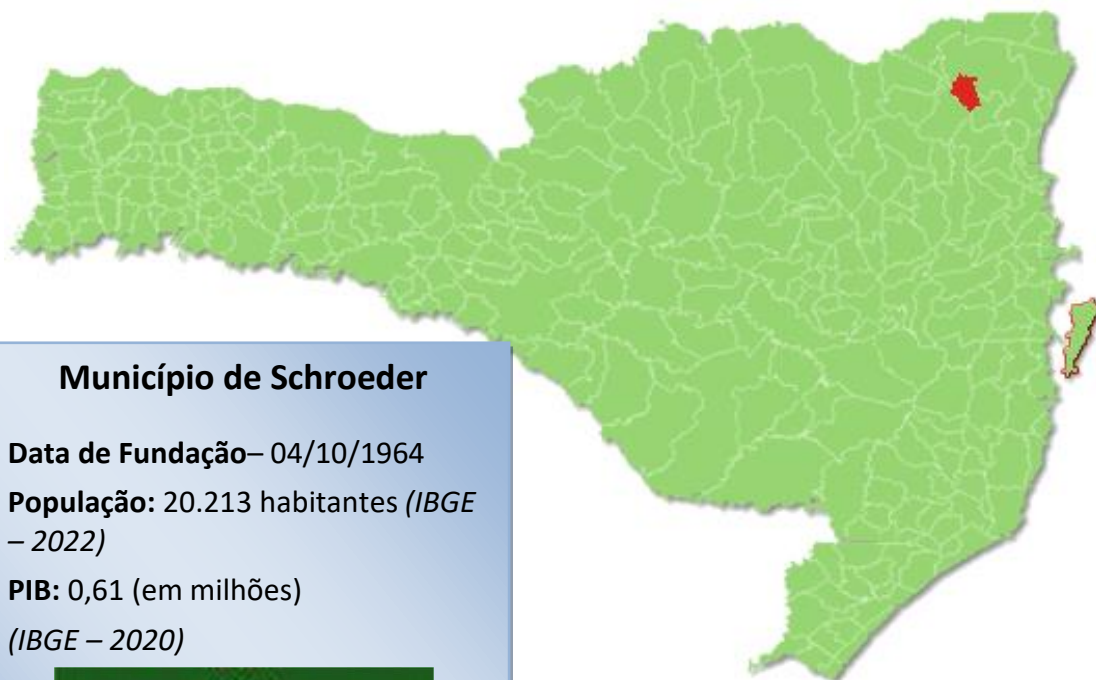 Município de Schroeder
Data de Fundação– 04/10/1964
População: 20.213 habitantes (IBGE
– 2022)
PIB: 0,61 (em milhões)
(IBGE – 2020)